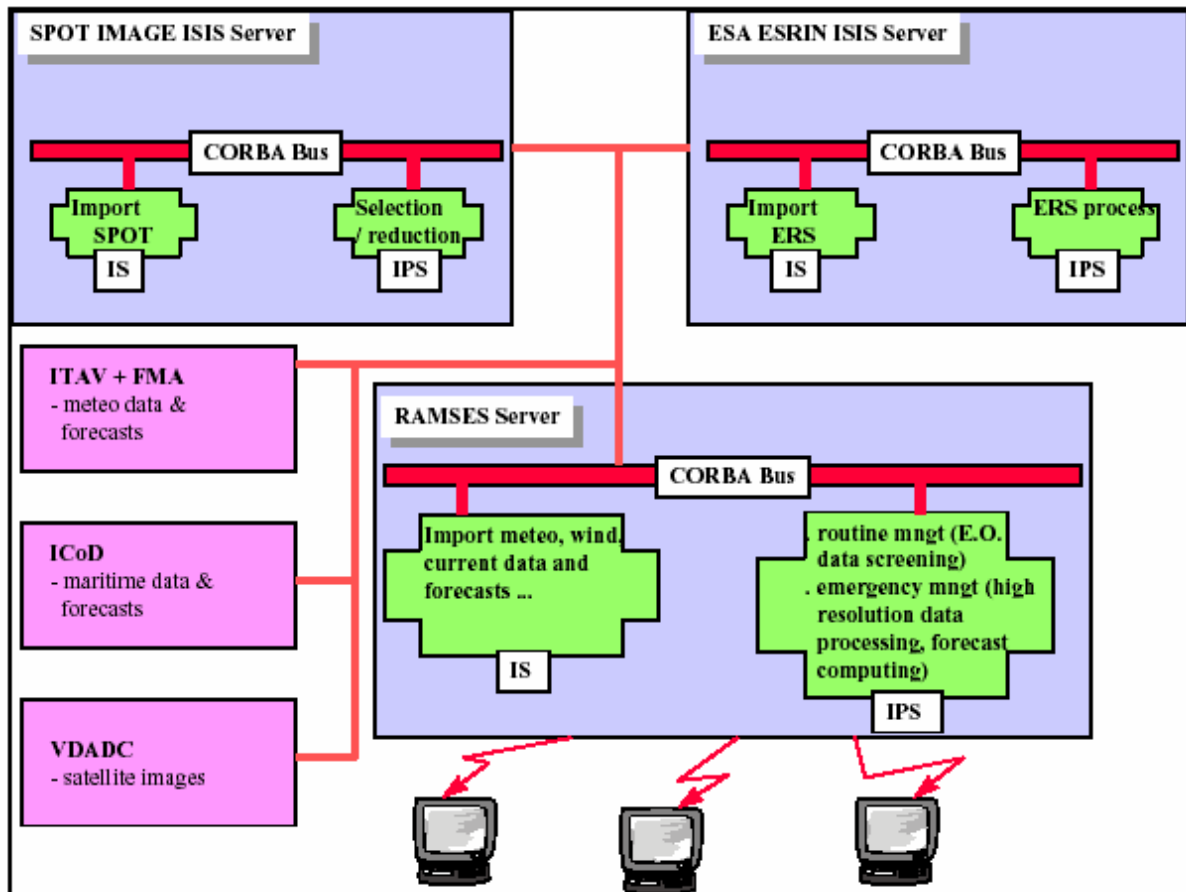 SPOT IMAGE ISIS Server
CORBA Bus
Import
SPOT
IS
Selection
/ reduction
IPS
ESA ESRIN ISIS Server
CORBA Bus
Import
ERS
IS
ERS process
IPS
ITAV + FMA
- meteo data &
forecasts
ICoD
- maritime data &
forecasts
VDADC
- satellite images
RAMSES Server
CORBA Bus
Import meteo, wind,
current data and
forecasts ...
IS
. routine mngt (E.O.
data screening)
. emergency mngt (high
resolution data
processing, forecast
computing)
IPS